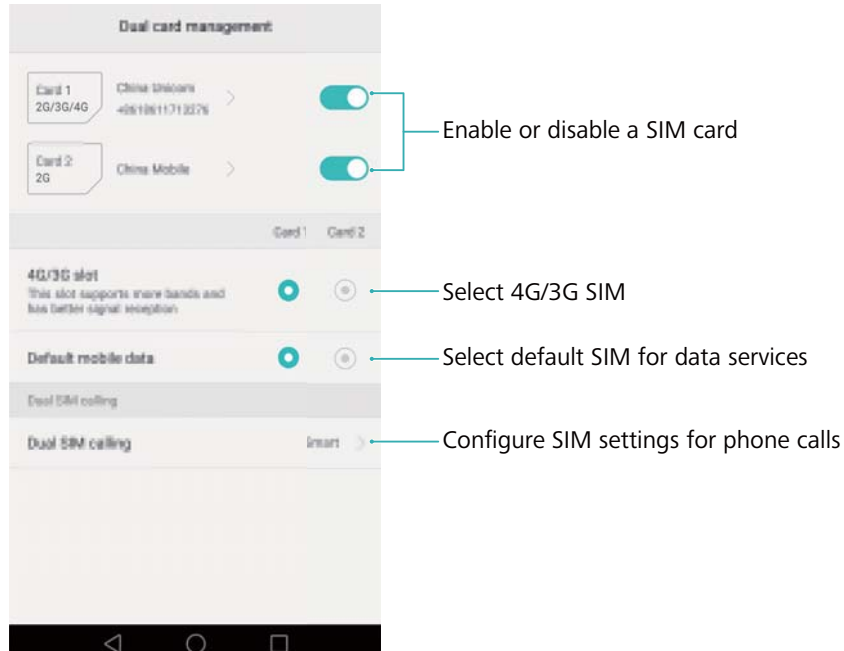 Dual card management
Card 1
2G/3G/4G
China Unicom
Enable or disable a SIM card
Card 2
2G
China Mobile
Card 1 Card 2
4G/3G slot
This slot supports more bands and
has better signal reception
Select 4G/3G SIM
Default mobile data
Select default SIM for data services
Dual SIM calling
Dual SIM calling
Smart
Configure SIM settings for phone calls